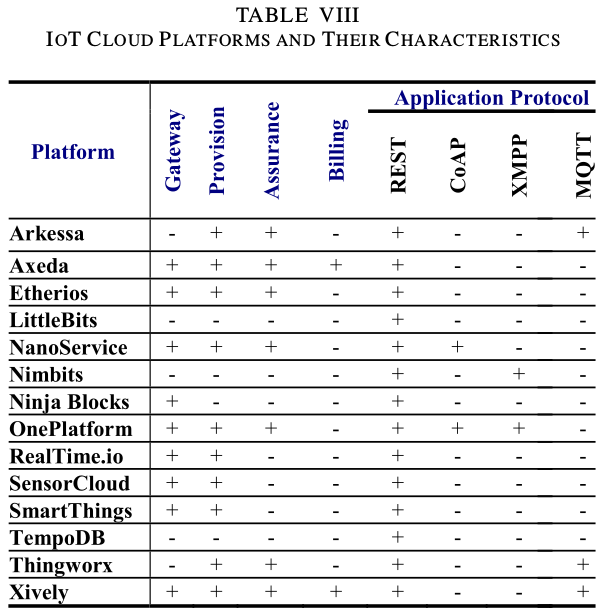 TABLE VIII
IOT CLOUD PLATFORMS AND THEIR CHARACTERISTICS
Platform Gateway Provision Assurance Billing Application Protocol
REST CoAP XMPP MQTT
Arkessa - + + - + - - +
Axeda + + + + + - - -
Etherios + + + - + - - -
LittleBits - - - - + - - -
NanoService + + + - + + - -
Nimbits - - - - + - + -
Ninja Blocks + - - - + - - -
OnePlatform + + + - + + + -
RealTime.io + + - - + - - -
SensorCloud + + - - + - - -
SmartThings + + - - + - - -
TempoDB - - - - + - - -
Thingworx - + + - + - - +
Xively + + + + + - - +